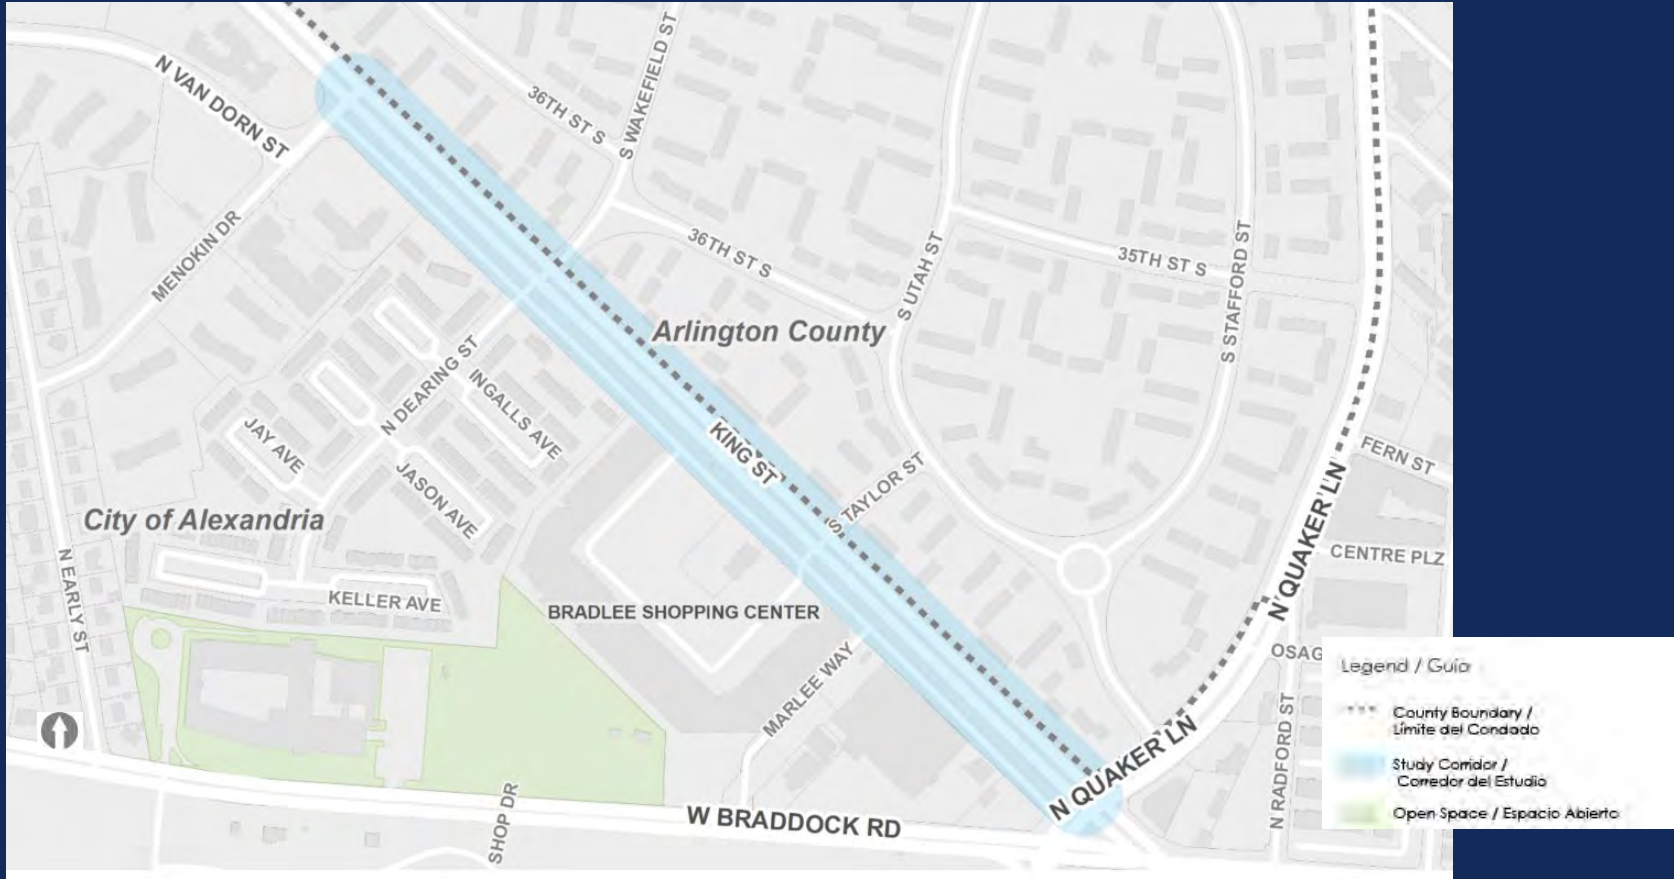 N VAN DORN ST
36TH ST S
S WAKEFIELD ST
MENOKIN DR
36TH ST S
S UTAH ST
35TH ST S
S STAFFORD ST
Arlington County
N DEARING ST
INGALLS AVE
JAY AVE
JASON AVE
KING ST
S TAYLOR ST
FERN ST
N QUAKER LN
City of Alexandria
N EARLY ST
CENTRE PLZ
KELLER AVE
BRADLEE SHOPPING CENTER
OSAG
MARLEE WAY
N RADFORD ST
N QUAKER LN
W BRADDOCK RD
SHOP DR
Legend / Guía
County Boundary /
Límite del Condado
Study Corridor /
Corredor del Estudio
Open Space / Espacio Abierto